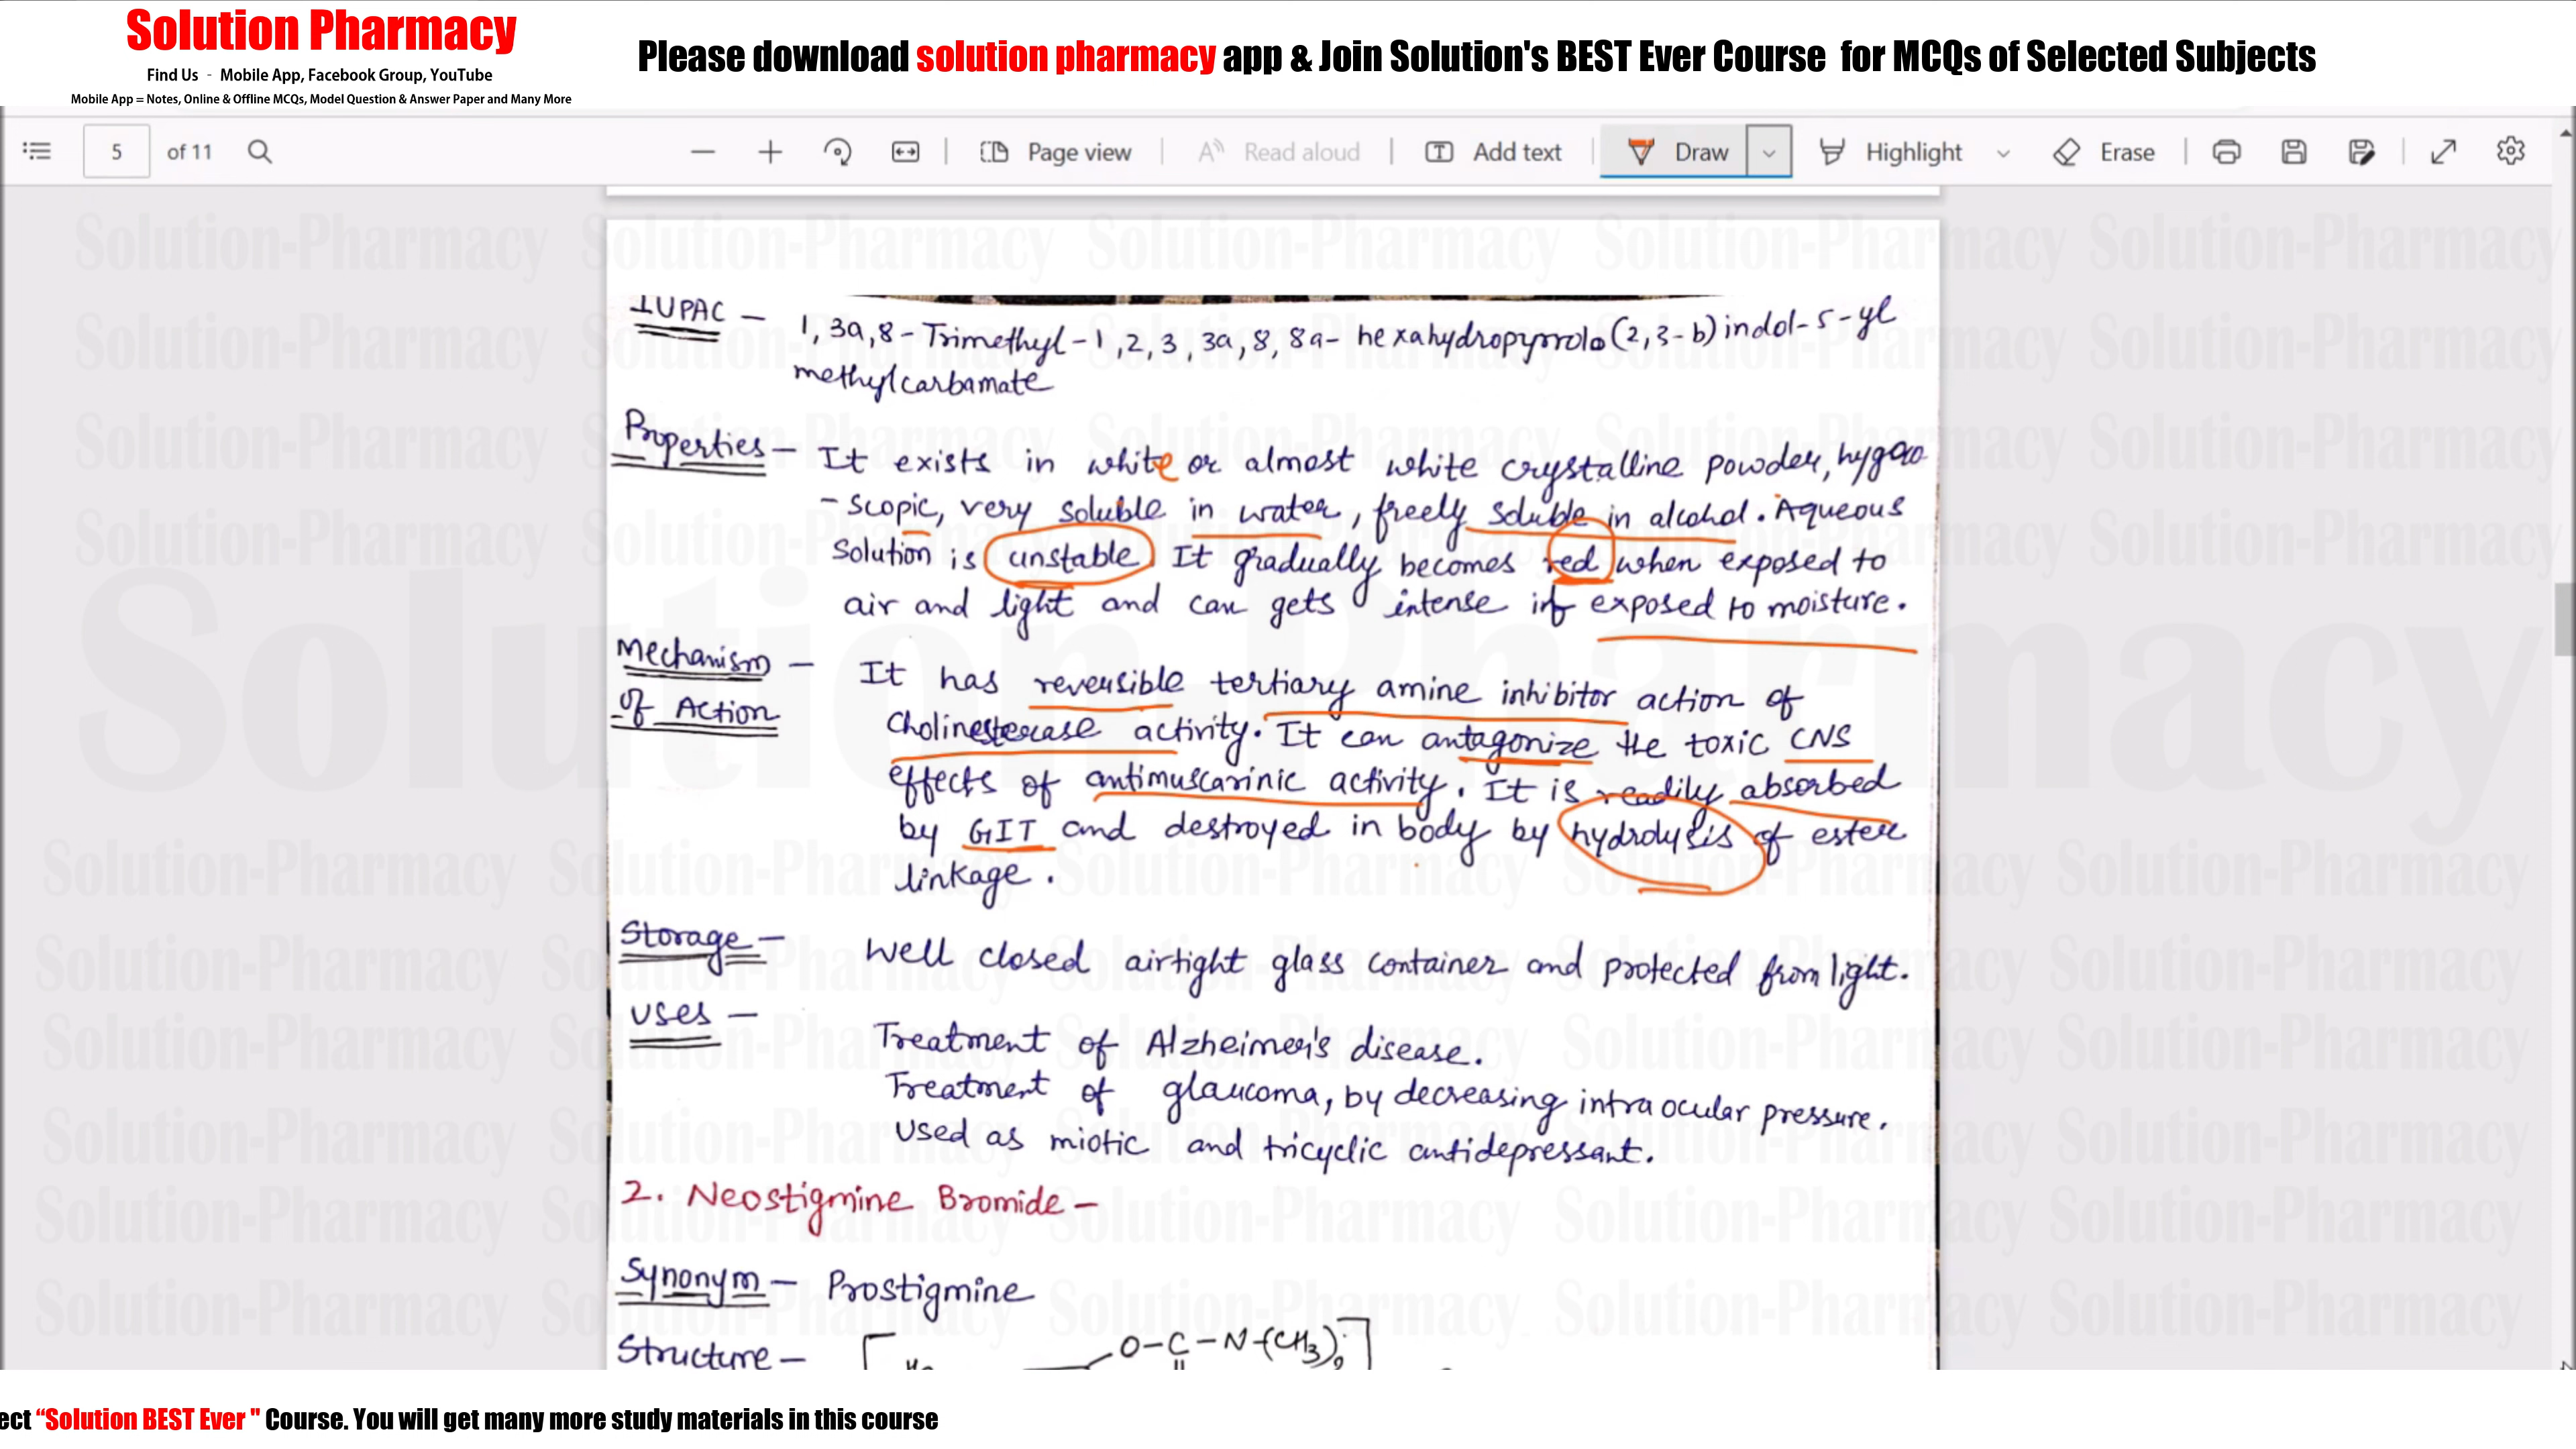 Solution Pharmacy
Find Us - Mobile App, Facebook Group, YouTube
Mobile App = Notes, Online & Offline MCQs, Model Question & Answer Paper and Many More
Please download solution pharmacy app & Join Solution's BEST Ever Course for MCQs of Selected Subjects
5 of 11 Page view Read aloud Add text Draw Highlight Erase
IUPAC - 1, 3a, 8 - Trimethyl - 1, 2, 3, 3a, 8, 8a - hexahydropyrrolo (2, 3 - b) indol - 5 - yl
methylcarbamate
Properties - It exists in white or almost white crystalline powder, hygro
- scopic, very soluble in water, freely soluble in alcohol. Aqueous
Solution is unstable. It gradually becomes red when exposed to
air and light and can gets intense if exposed to moisture.
Mechanism of Action - It has reversible tertiary amine inhibitor action of
Cholinesterase activity. It can antagonize the toxic CNS
effects of antimuscarinic activity. It is readily absorbed
by GIT and destroyed in body by hydrolysis of ester
linkage.
Storage - Well closed airtight glass container and protected from light.
Uses - Treatment of Alzheimer's disease.
Treatment of glaucoma, by decreasing intra ocular pressure.
Used as miotic and tricyclic antidepressant.
2. Neostigmine Bromide -
Synonym - Prostigmine
Structure - O-C-N-(CH3)2
ect “Solution BEST Ever " Course. You will get many more study materials in this course
Solution-Pharmacy